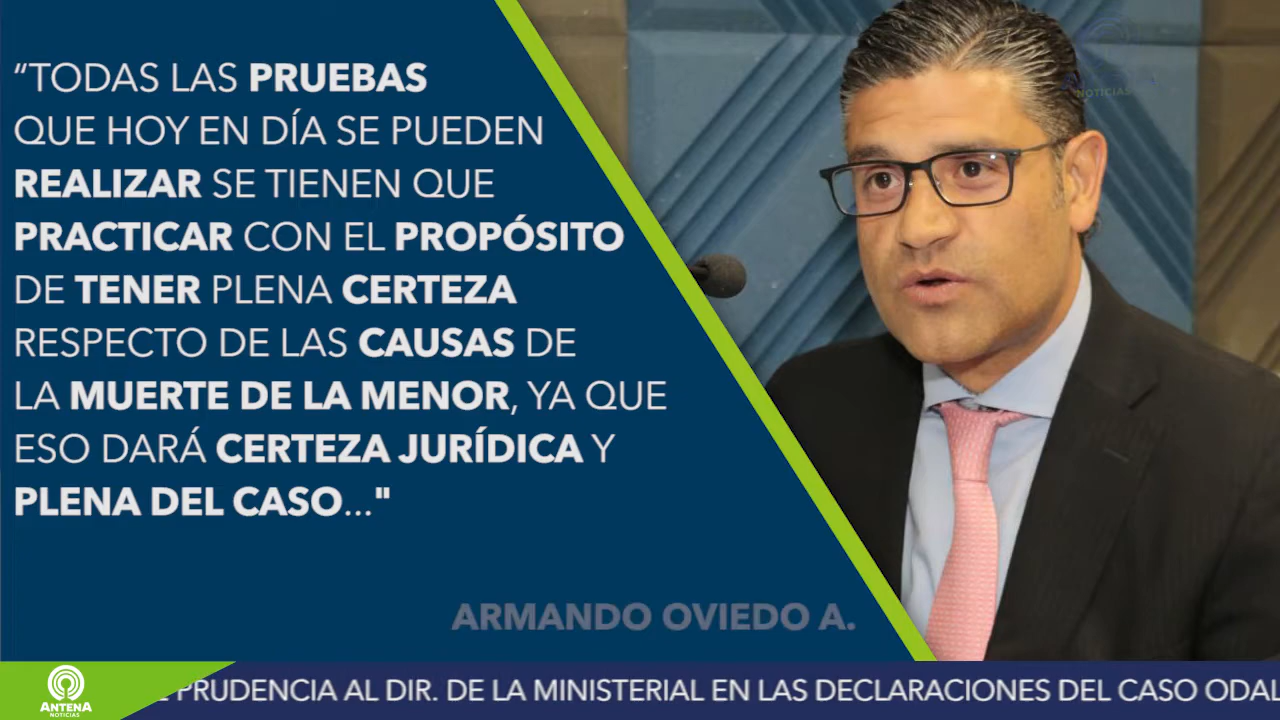 “TODAS LAS PRUEBAS
QUE HOY EN DÍA SE PUEDEN
REALIZAR SE TIENEN QUE
PRACTICAR CON EL PROPÓSITO
DE TENER PLENA CERTEZA
RESPECTO DE LAS CAUSAS DE
LA MUERTE DE LA MENOR, YA QUE
ESO DARÁ CERTEZA JURÍDICA Y
PLENA DEL CASO..."
ARMANDO OVIEDO A.
NOTICIAS
ANTENA
NOTICIAS
PRUDENCIA AL DIR. DE LA MINISTERIAL EN LAS DECLARACIONES DEL CASO ODAL